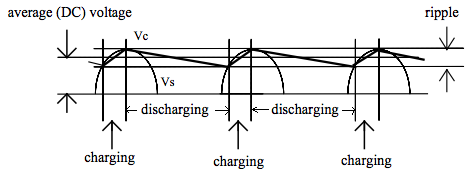 average (DC) voltage
ripple
Vc
Vs
discharging
discharging
charging
charging
charging